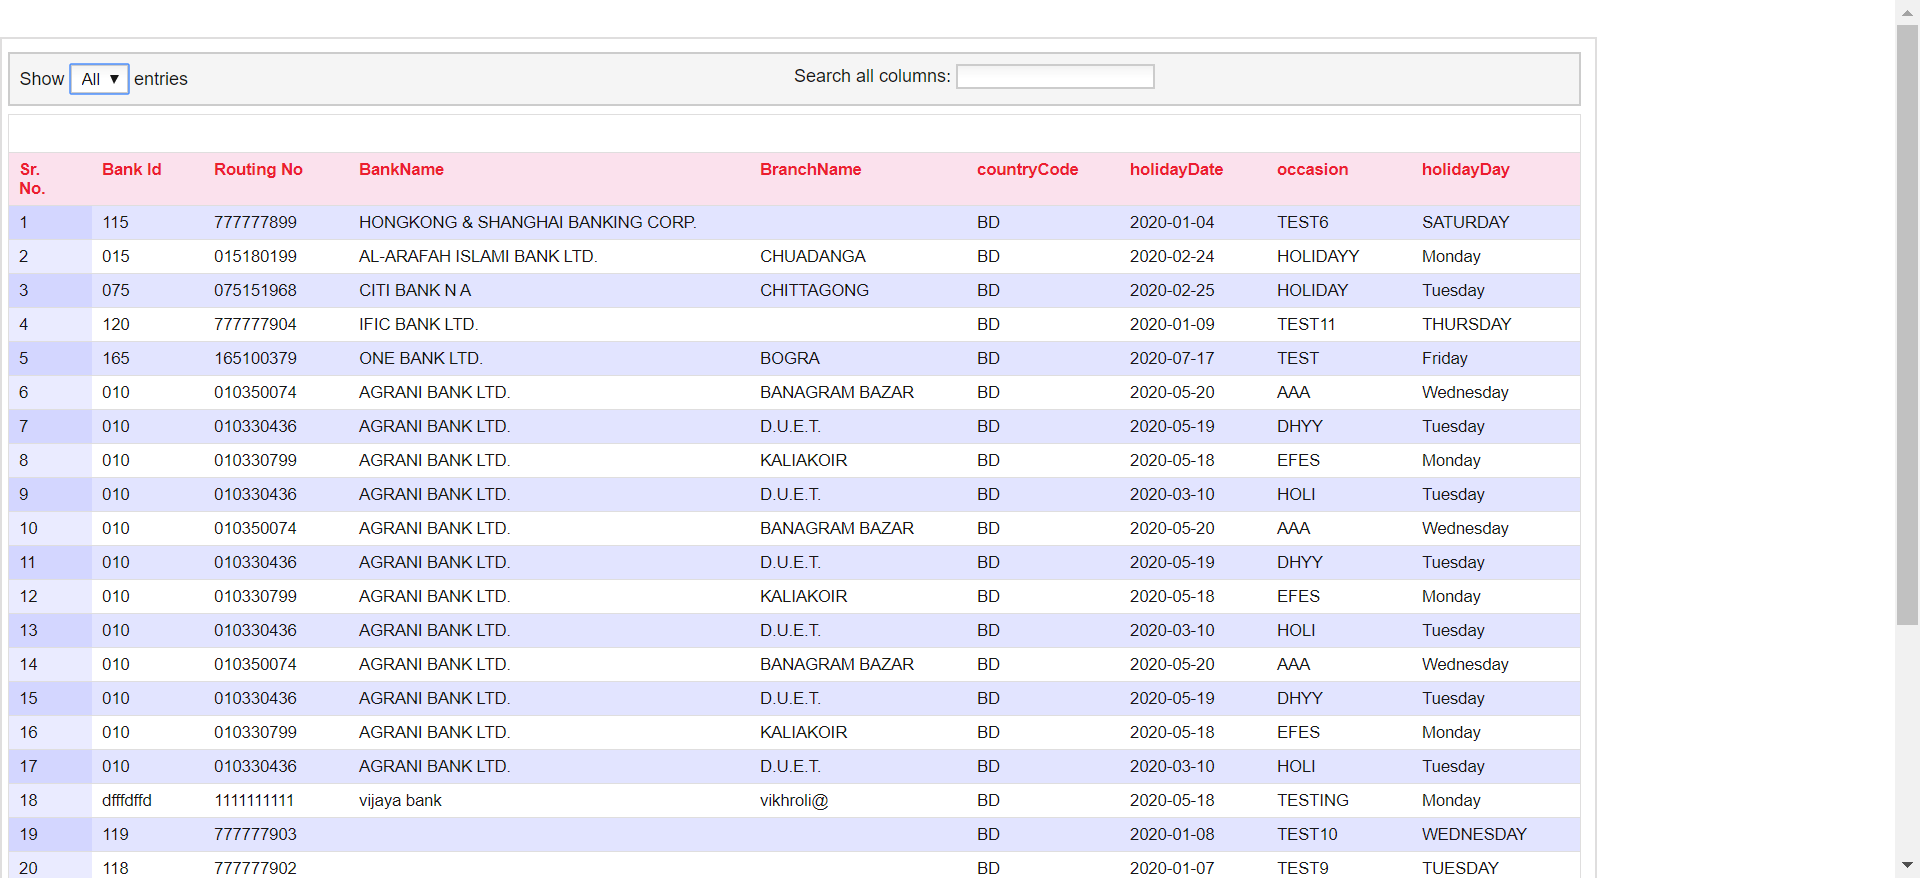 Show All ▼ entries Search all columns:
Sr. No. Bank Id Routing No BankName BranchName countryCode holidayDate occasion holidayDay
1 115 777777899 HONGKONG & SHANGHAI BANKING CORP. BD 2020-01-04 TEST6 SATURDAY
2 015 015180199 AL-ARAFAH ISLAMI BANK LTD. CHUADANGA BD 2020-02-24 HOLIDAYY Monday
3 075 075151968 CITI BANK N A CHITTAGONG BD 2020-02-25 HOLIDAY Tuesday
4 120 777777904 IFIC BANK LTD. BD 2020-01-09 TEST11 THURSDAY
5 165 165100379 ONE BANK LTD. BOGRA BD 2020-07-17 TEST Friday
6 010 010350074 AGRANI BANK LTD. BANAGRAM BAZAR BD 2020-05-20 AAA Wednesday
7 010 010330436 AGRANI BANK LTD. D.U.E.T. BD 2020-05-19 DHYY Tuesday
8 010 010330799 AGRANI BANK LTD. KALIAKOIR BD 2020-05-18 EFES Monday
9 010 010330436 AGRANI BANK LTD. D.U.E.T. BD 2020-03-10 HOLI Tuesday
10 010 010350074 AGRANI BANK LTD. BANAGRAM BAZAR BD 2020-05-20 AAA Wednesday
11 010 010330436 AGRANI BANK LTD. D.U.E.T. BD 2020-05-19 DHYY Tuesday
12 010 010330799 AGRANI BANK LTD. KALIAKOIR BD 2020-05-18 EFES Monday
13 010 010330436 AGRANI BANK LTD. D.U.E.T. BD 2020-03-10 HOLI Tuesday
14 010 010350074 AGRANI BANK LTD. BANAGRAM BAZAR BD 2020-05-20 AAA Wednesday
15 010 010330436 AGRANI BANK LTD. D.U.E.T. BD 2020-05-19 DHYY Tuesday
16 010 010330799 AGRANI BANK LTD. KALIAKOIR BD 2020-05-18 EFES Monday
17 010 010330436 AGRANI BANK LTD. D.U.E.T. BD 2020-03-10 HOLI Tuesday
18 dfffdffd 1111111111 vijaya bank vikhroli@ BD 2020-05-18 TESTING Monday
19 119 777777903 BD 2020-01-08 TEST10 WEDNESDAY
20 118 777777902 BD 2020-01-07 TEST9 TUESDAY